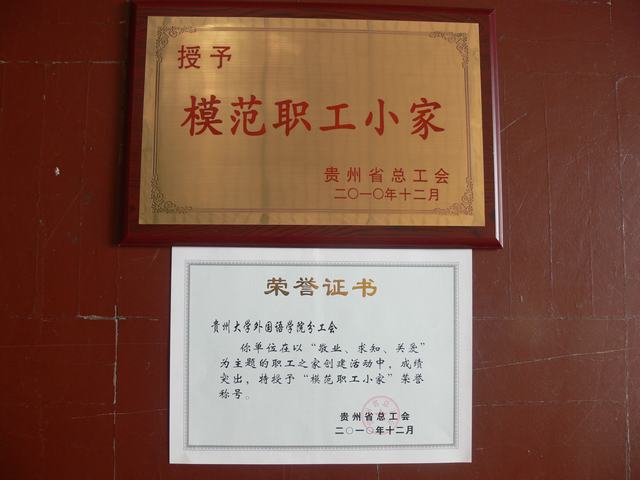 授予
模范职工小家
贵州省总工会
二〇一〇年十二月
荣誉证书
贵州大学外国语学院分工会
你单位在以“敬业、求知、关爱”
为主题的职工之家创建活动中，成绩
突出，特授予“模范职工小家”荣誉
称号。
贵州省总工会
二〇一〇年十二月